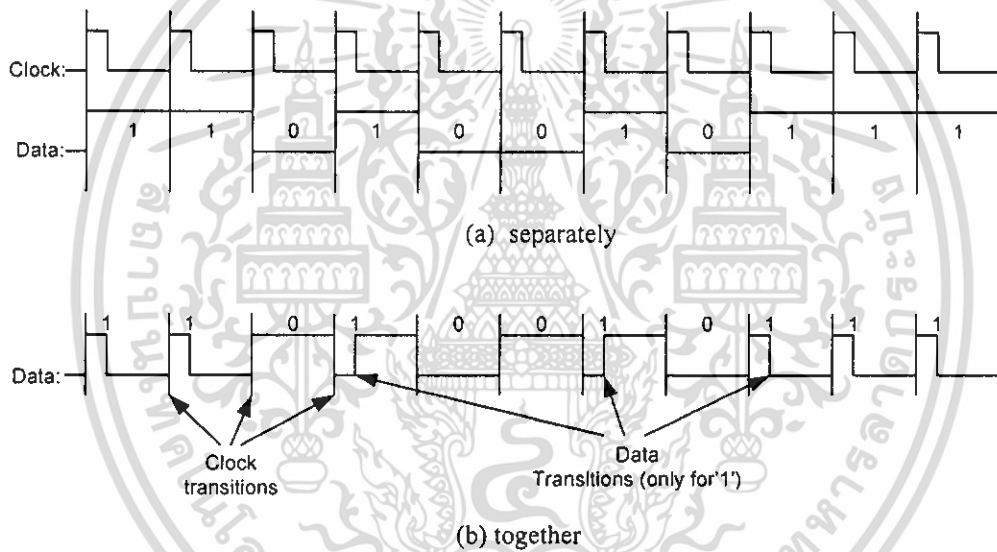 Clock:
1 1 0 1 0 0 1 0 1 1 1
Data:
(a) separately
1 1 0 1 0 0 1 0 1 1 1
Data:
Clock
transitions
Data
Transitions (only for'1')
(b) together